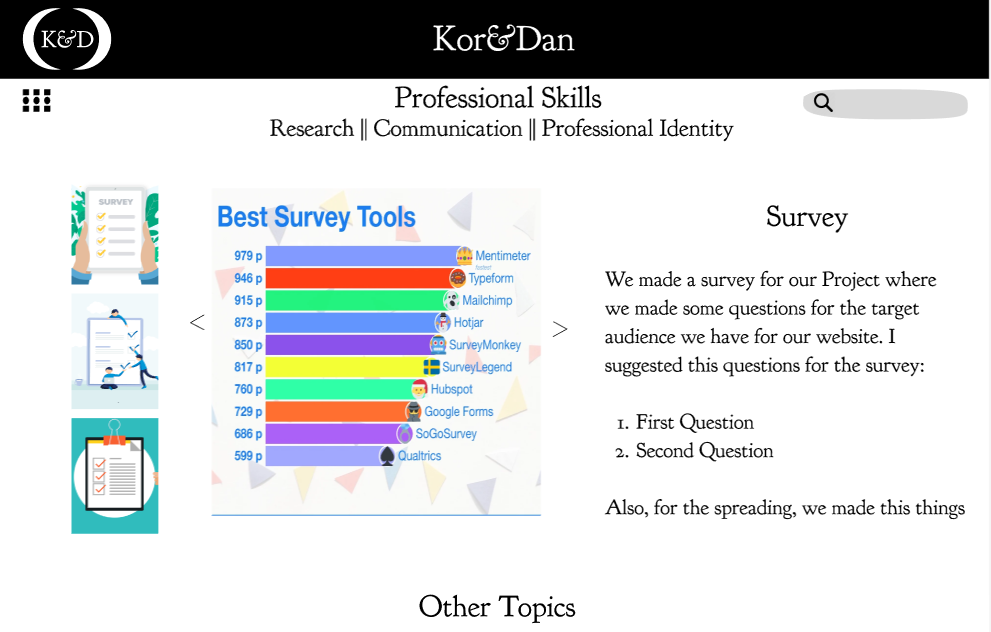 K&D
Kor&Dan
Professional Skills
Research || Communication || Professional Identity
SURVEY
<
Best Survey Tools
979 p Mentimeter
fastest
946 p Typeform
915 p Mailchimp
873 p Hotjar
850 p SurveyMonkey
817 p SurveyLegend
760 p Hubspot
729 p Google Forms
686 p SoGoSurvey
599 p Qualtrics
>
Survey
We made a survey for our Project where
we made some questions for the target
audience we have for our website. I
suggested this questions for the survey:
1. First Question
2. Second Question
Also, for the spreading, we made this things
Other Topics